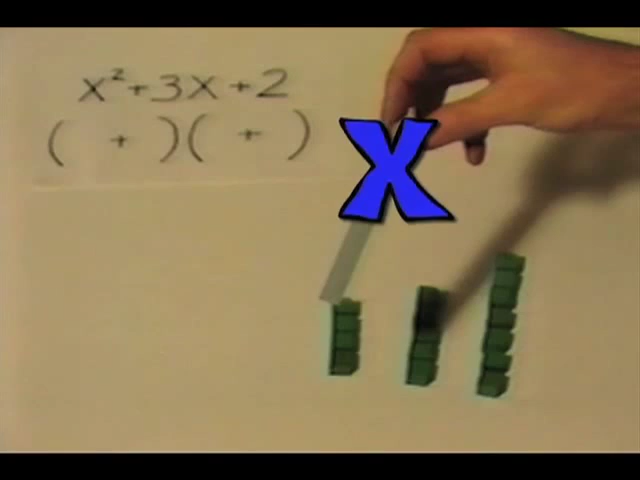 x²+3x+2
( + )( + )
X